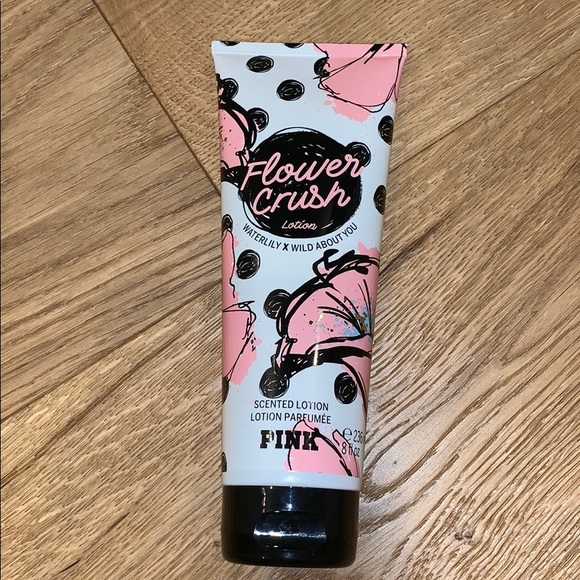 Flower
Crush
Lotion
WATERLILY X WILD ABOUT YOU
SCENTED LOTION
LOTION PARFUMÉE
PINK
℮ 236
8 fl oz